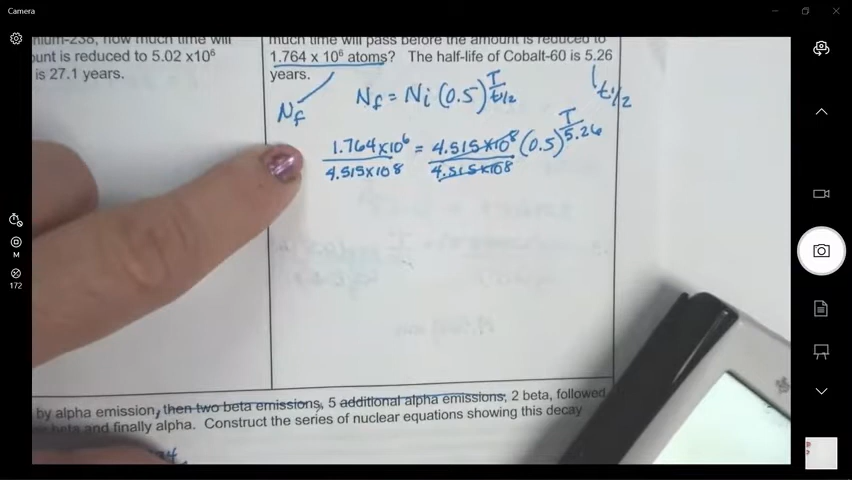 Camera
how much time will
much time will pass before the amount is reduced to
unt is reduced to 5.02 x10⁶
1.764 x 10⁶ atoms? The half-life of Cobalt-60 is 5.26
is 27.1 years.
years.
t1/2
Nf
Nf = Ni (0.5)^T/t1/2
1.764x10⁶ = 4.515x10⁸ (0.5)^T/5.26
4.515x10⁸ 4.515x10⁸
M
172
by alpha emission, then two beta emissions, 5 additional alpha emissions, 2 beta, followed
beta and finally alpha. Construct the series of nuclear equations showing this decay